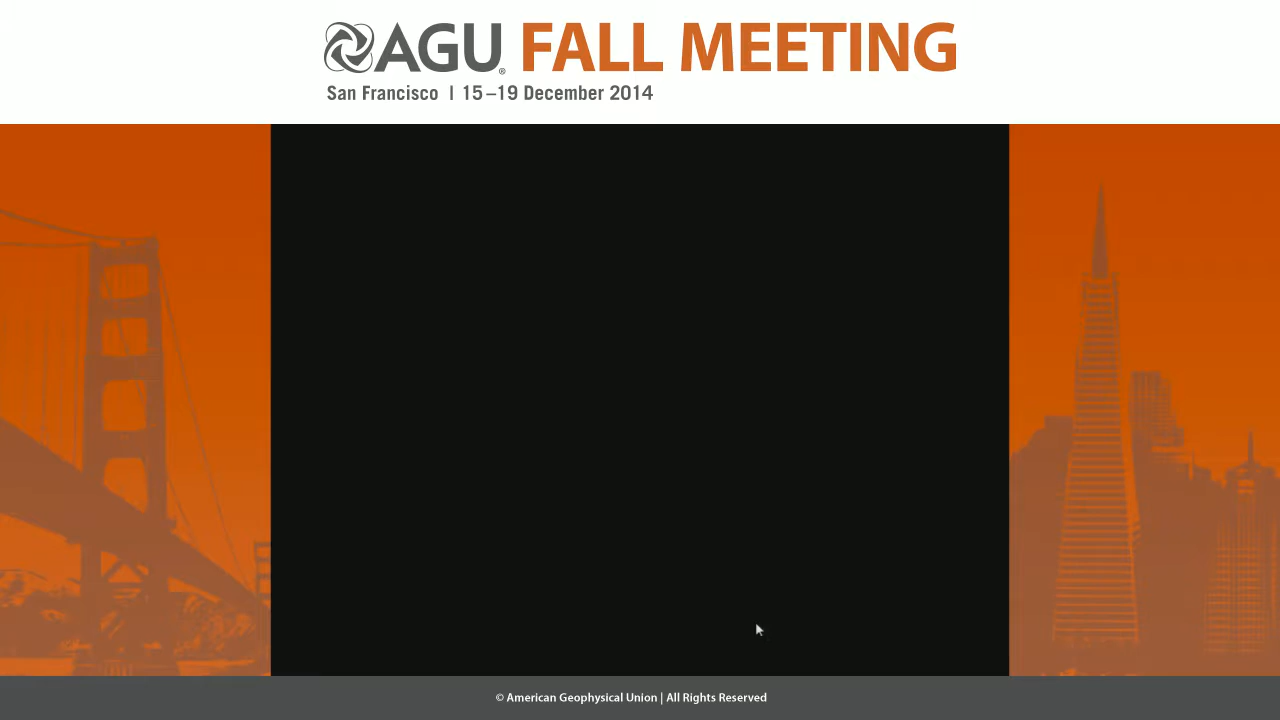 AGU® FALL MEETING
San Francisco | 15–19 December 2014
© American Geophysical Union | All Rights Reserved